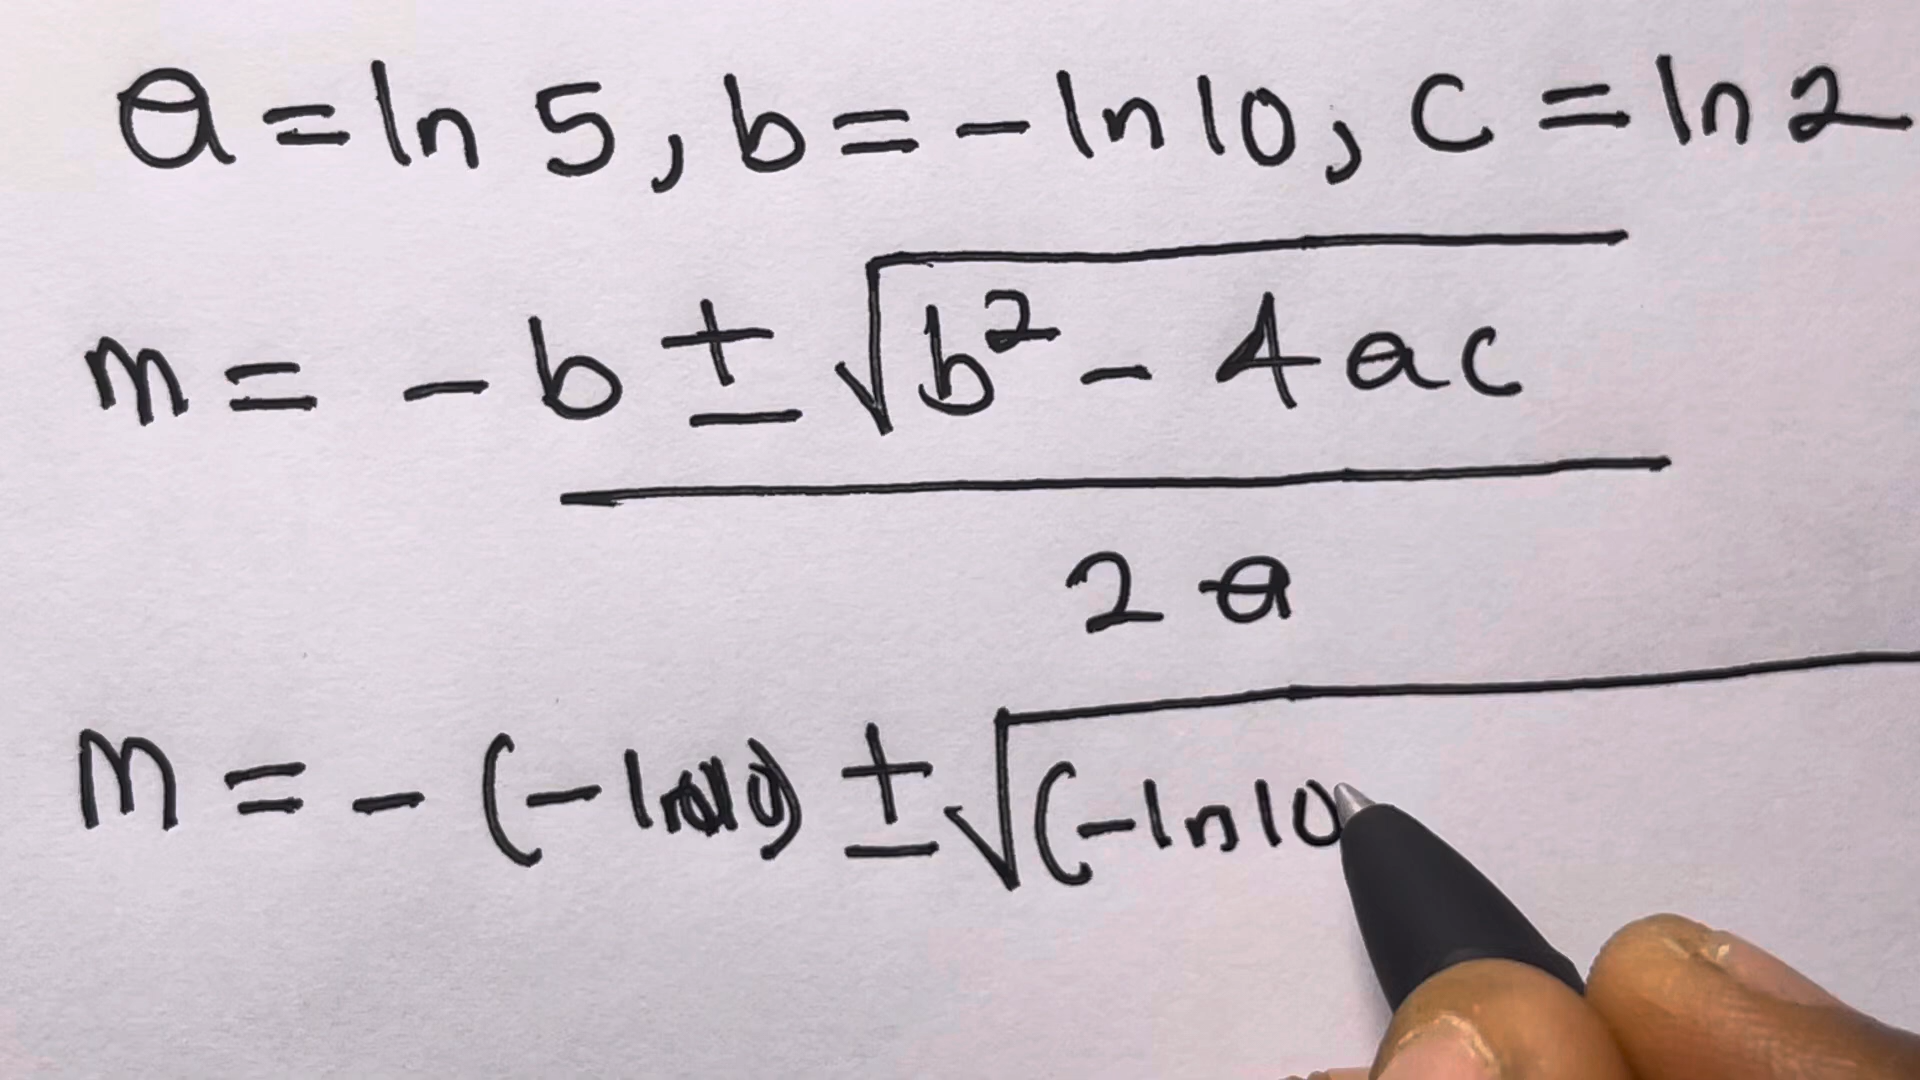 a = ln 5, b = -ln 10, c = ln 2
m = -b ± √b² - 4ac
2a
m = -(-ln10) ± √(-ln10